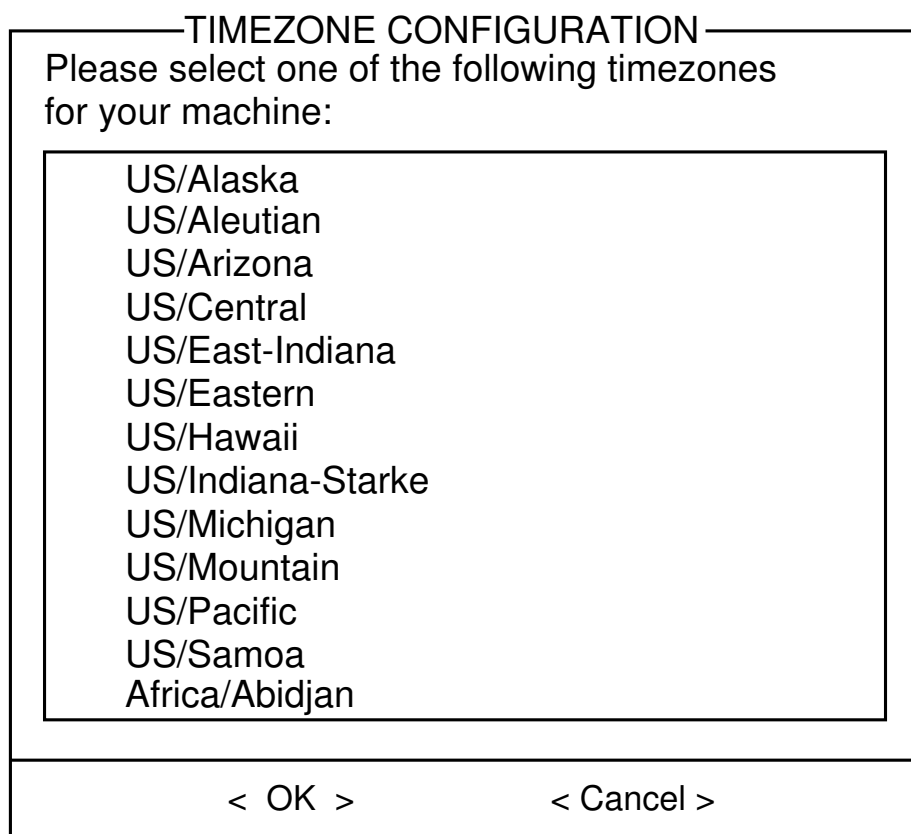 TIMEZONE CONFIGURATION
Please select one of the following timezones
for your machine:
US/Alaska
US/Aleutian
US/Arizona
US/Central
US/East-Indiana
US/Eastern
US/Hawaii
US/Indiana-Starke
US/Michigan
US/Mountain
US/Pacific
US/Samoa
Africa/Abidjan
< OK > < Cancel >